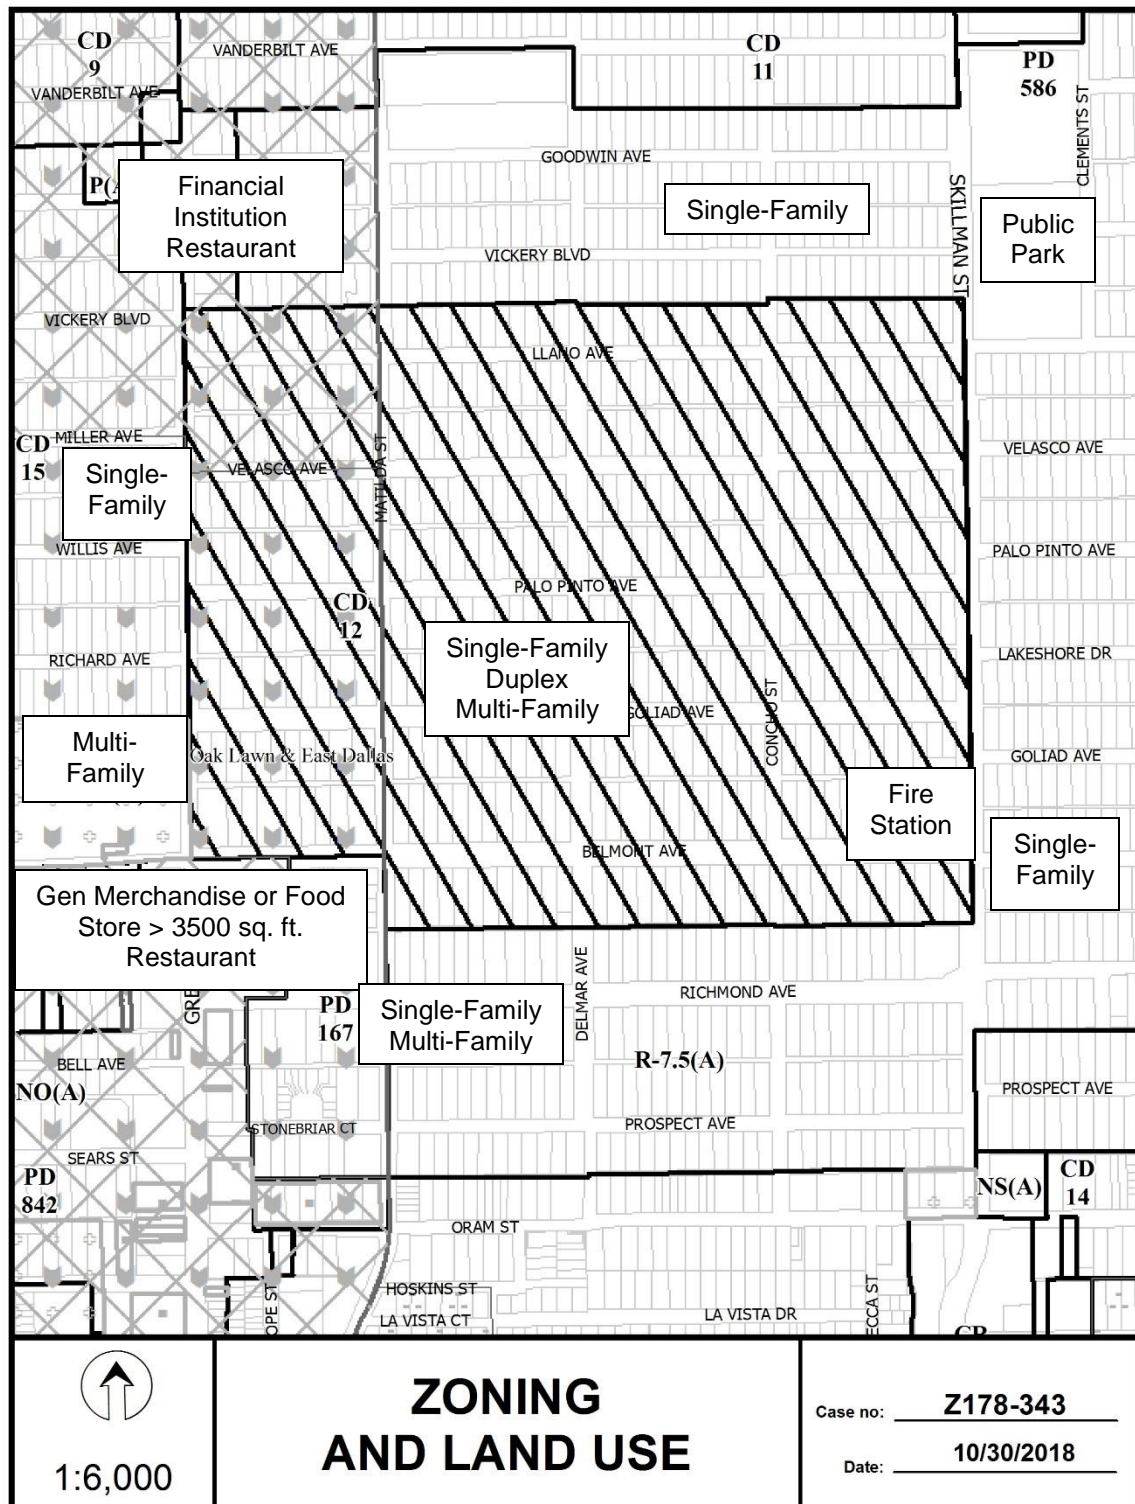 CD
9
VANDERBILT AVE
CD
11
PD
586
VANDERBILT AVE
CLEMENTS ST
GOODWIN AVE
Financial
Institution
Restaurant
Single-Family
SKILLMAN ST
Public
Park
VICKERY BLVD
VICKERY BLVD
LLANO AVE
MILLER AVE
CD
15
Single-
Family
VELASCO AVE
MATILDA ST
VELASCO AVE
WILLIS AVE
PALO PINTO AVE
PALO PINTO AVE
CD
12
RICHARD AVE
Single-Family
Duplex
Multi-Family
LAKESHORE DR
GOLIAD AVE
CONCHO ST
Multi-
Family
Oak Lawn & East Dallas
GOLIAD AVE
Fire
Station
BELMONT AVE
Single-
Family
Gen Merchandise or Food
Store > 3500 sq. ft.
Restaurant
GRE
PD
167
Single-Family
Multi-Family
DELMAR AVE
RICHMOND AVE
BELL AVE
R-7.5(A)
NO(A)
PROSPECT AVE
STONEBRIAR CT
PROSPECT AVE
SEARS ST
PD
842
NS(A)
CD
14
ORAM ST
HOSKINS ST
OPE ST
LA VISTA CT
LA VISTA DR
ECCA ST
1:6,000
ZONING
AND LAND USE
Case no: Z178-343
Date: 10/30/2018